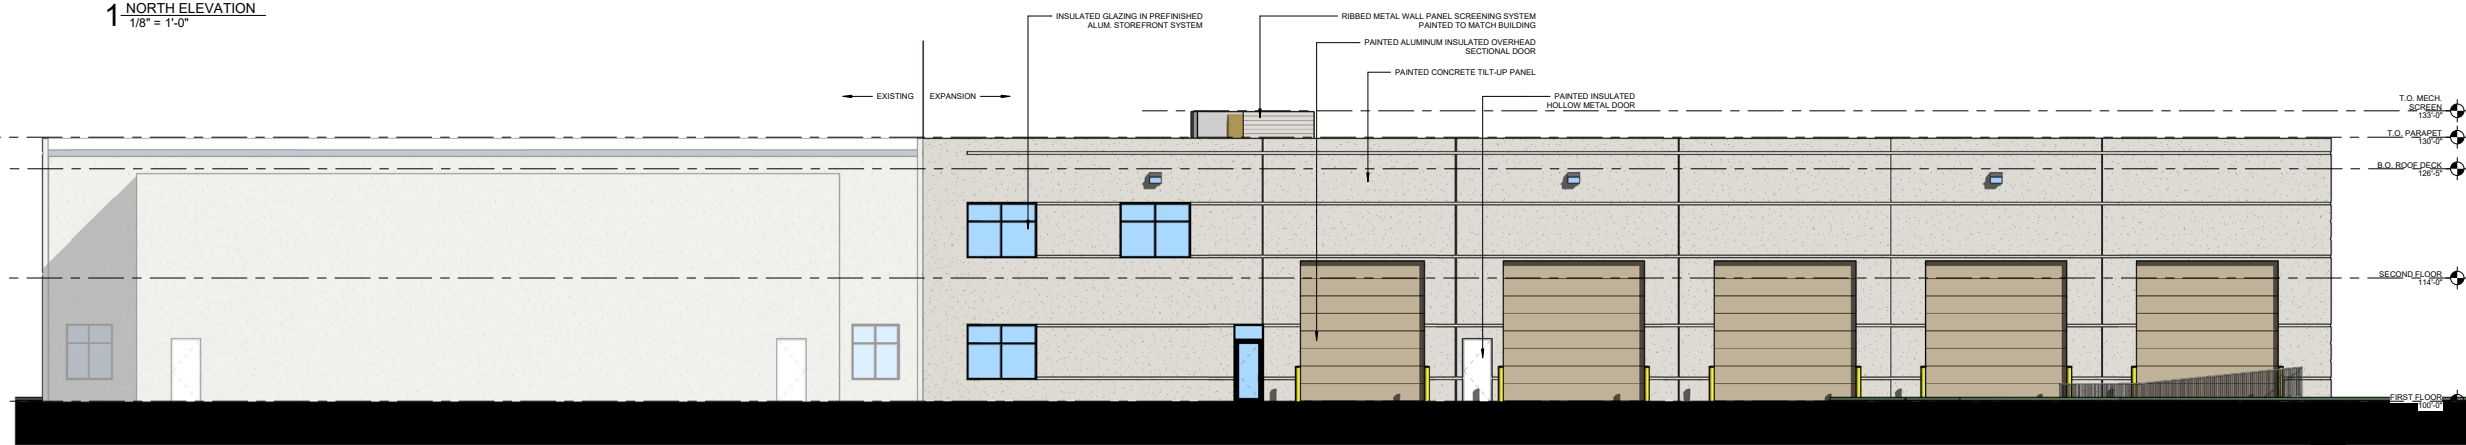 1 NORTH ELEVATION
1/8" = 1'-0"
INSULATED GLAZING IN PREFINISHED
ALUM. STOREFRONT SYSTEM
RIBBED METAL WALL PANEL SCREENING SYSTEM
PAINTED TO MATCH BUILDING
PAINTED ALUMINUM INSULATED OVERHEAD
SECTIONAL DOOR
PAINTED CONCRETE TILT-UP PANEL
EXISTING
EXPANSION
PAINTED INSULATED
HOLLOW METAL DOOR
T.O. MECH.
SCREEN
133'-0"
T.O. PARAPET
130'-0"
B.O. ROOF DECK
126'-5"
SECOND FLOOR
114'-0"
FIRST FLOOR
100'-0"